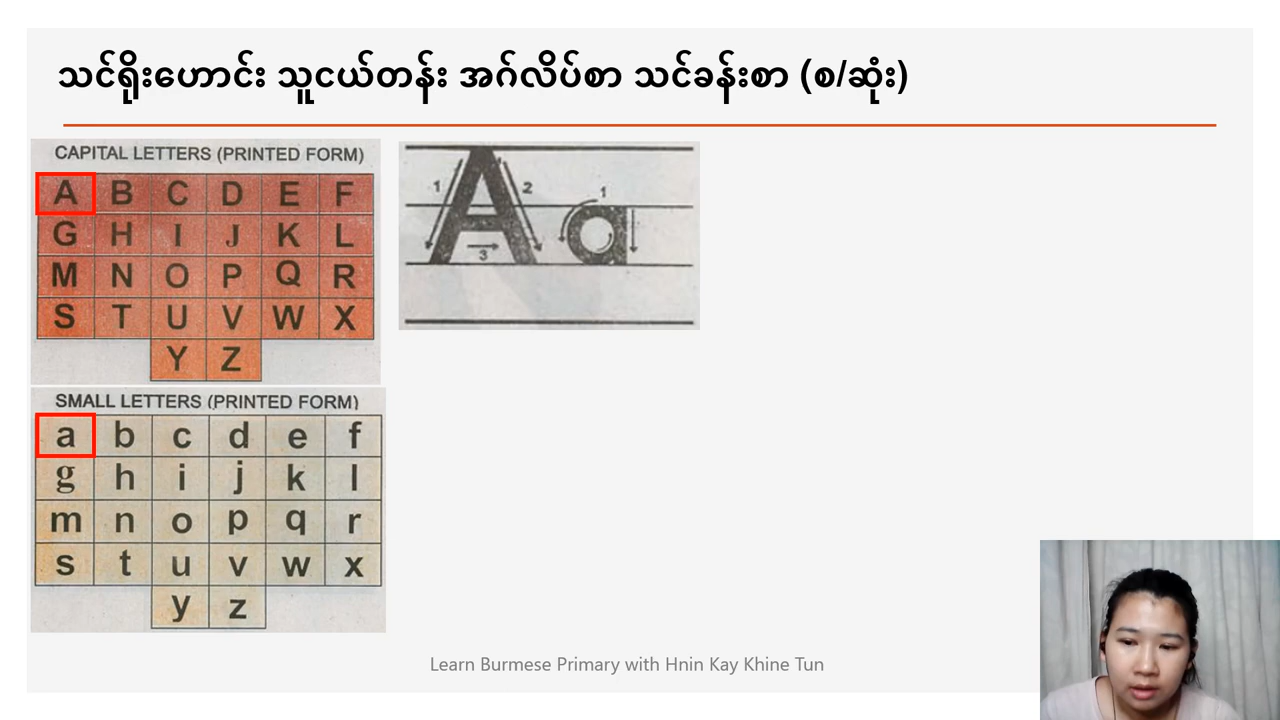 သင်ရိုးဟောင်း သူငယ်တန်း အင်္ဂလိပ်စာ သင်ခန်းစာ (စ/ဆုံး)
CAPITAL LETTERS (PRINTED FORM)
A B C D E F
G H I J K L
M N O P Q R
S T U V W X
Y Z
1 2 3
A a
1
SMALL LETTERS (PRINTED FORM)
a b c d e f
g h i j k l
m n o p q r
s t u v w x
y z
Learn Burmese Primary with Hnin Kay Khine Tun